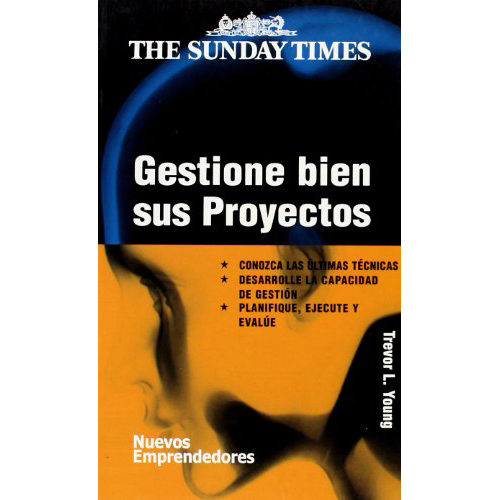 THE SUNDAY TIMES
Gestione bien
sus Proyectos
★ CONOZCA LAS ÚLTIMAS TÉCNICAS
★ DESARROLLE LA CAPACIDAD
DE GESTIÓN
★ PLANIFIQUE, EJECUTE Y
EVALÚE
Trevor L. Young
Nuevos
Emprendedores